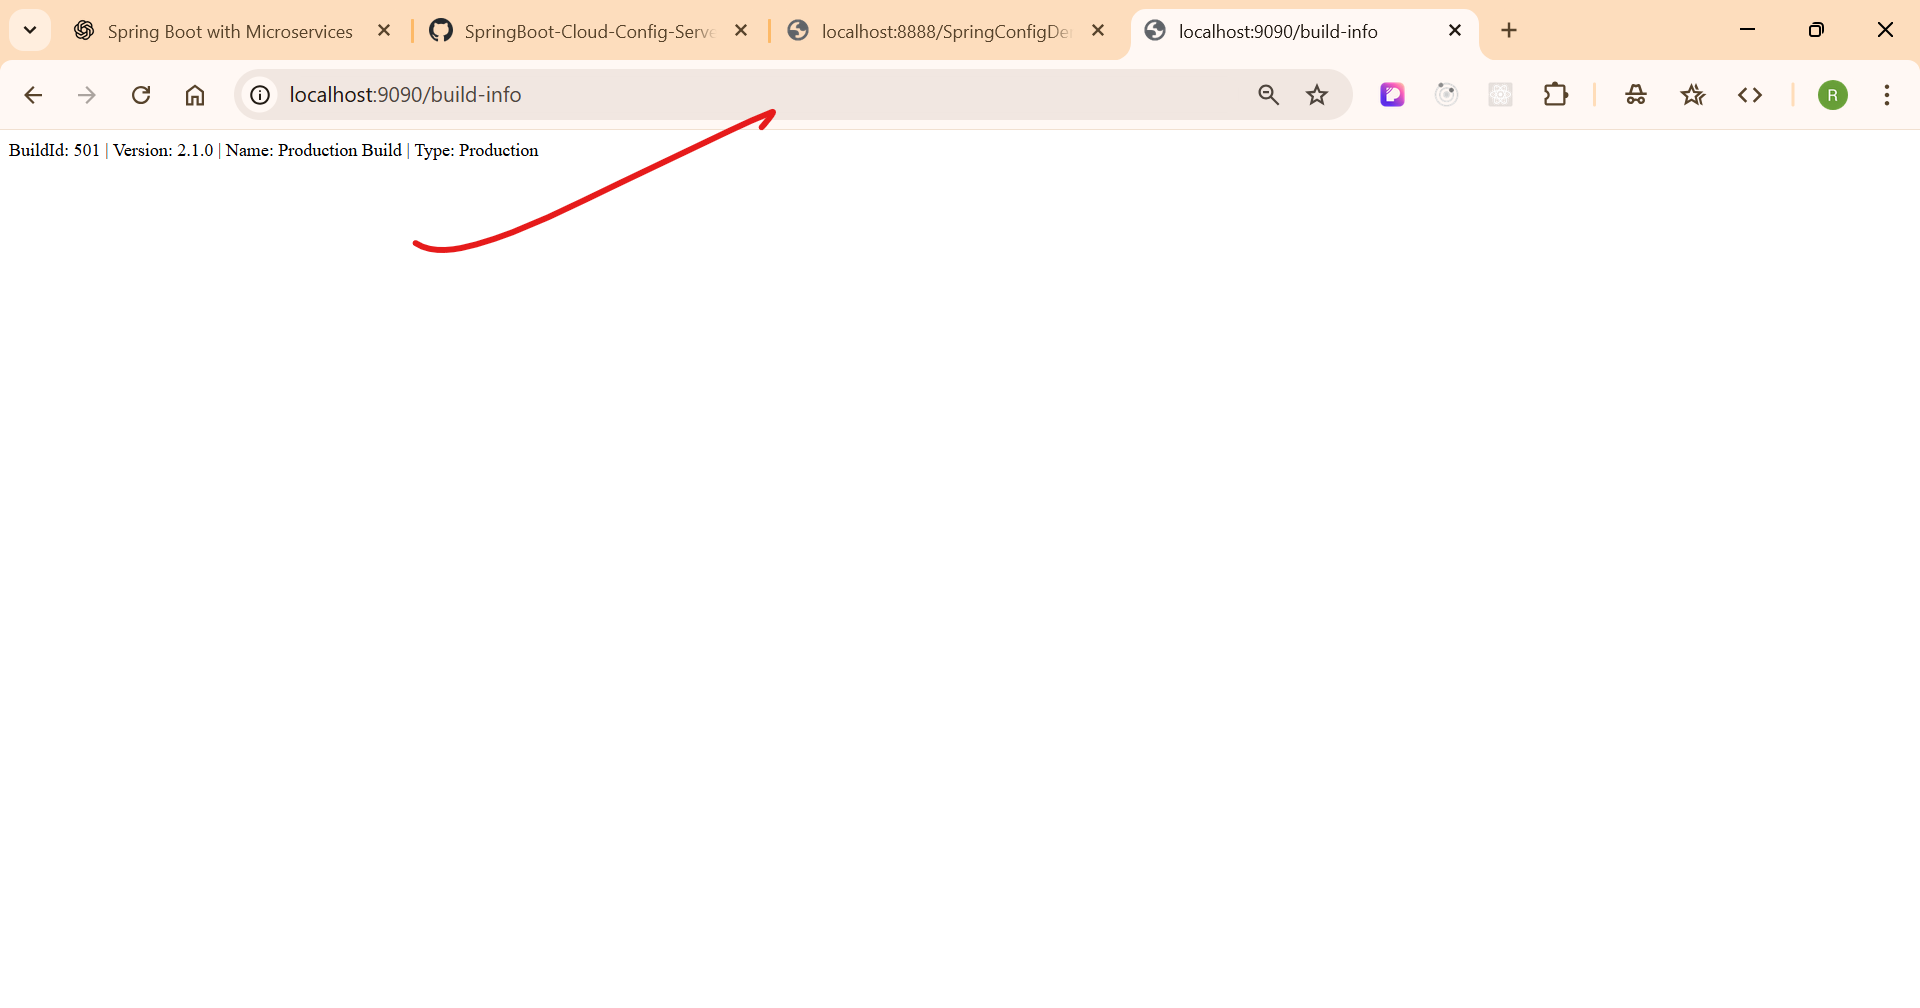 Spring Boot with Microservices
SpringBoot-Cloud-Config-Serve
localhost:8888/SpringConfigDe
localhost:9090/build-info
localhost:9090/build-info
R
BuildId: 501 | Version: 2.1.0 | Name: Production Build | Type: Production